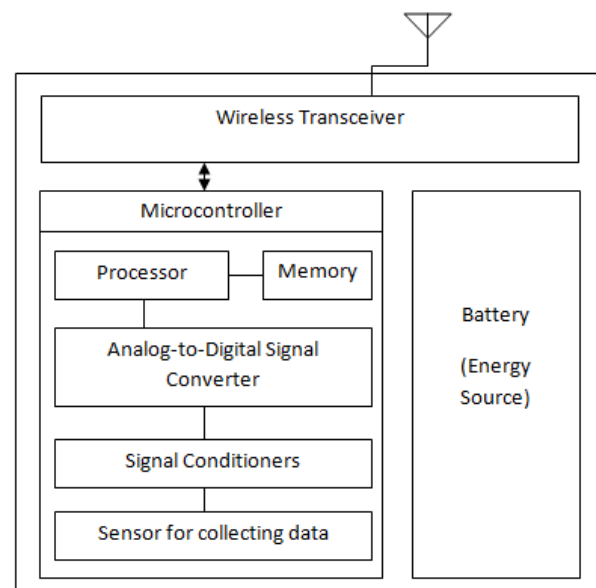 Wireless Transceiver
Microcontroller
Processor
Memory
Analog-to-Digital Signal
Converter
Signal Conditioners
Sensor for collecting data
Battery
(Energy
Source)